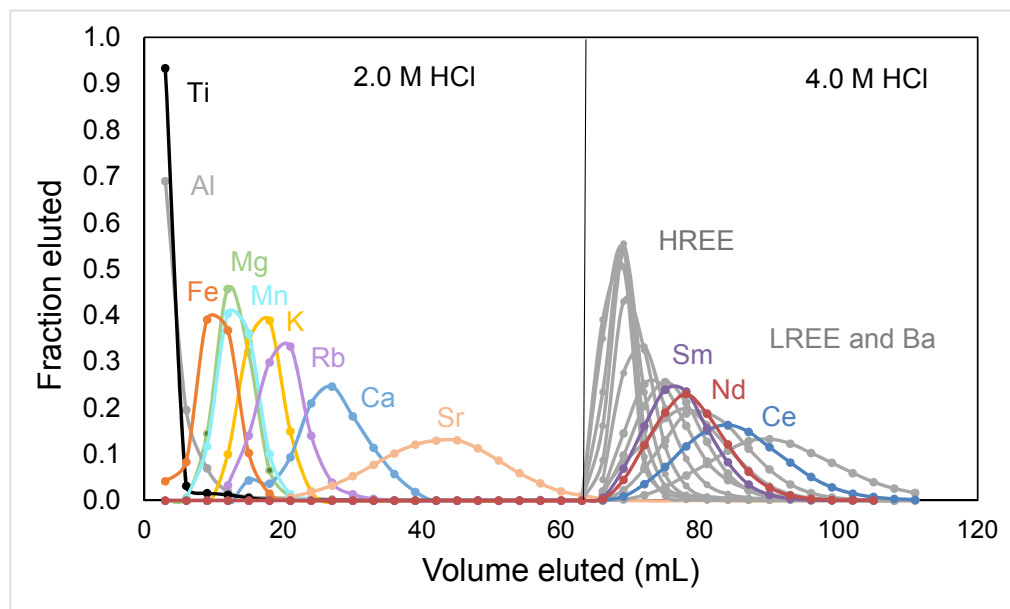 1.0
0.9
0.8
0.7
0.6
0.5
0.4
0.3
0.2
0.1
0.0
Fraction eluted
2.0 M HCl
4.0 M HCl
Ti
Al
Fe
Mg
Mn
K
Rb
Ca
Sr
HREE
LREE and Ba
Sm
Nd
Ce
0 20 40 60 80 100 120
Volume eluted (mL)